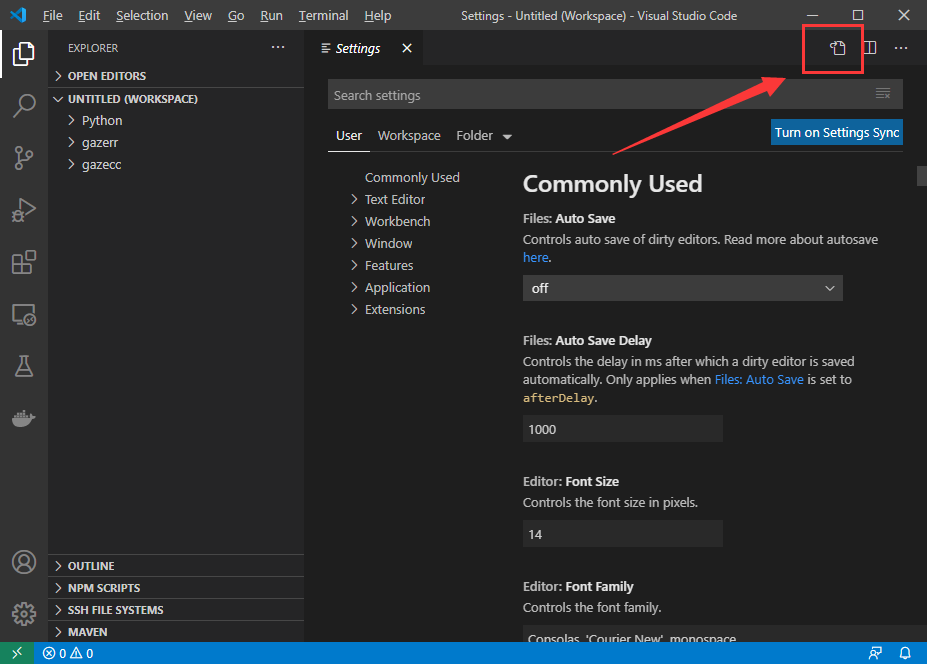 File Edit Selection View Go Run Terminal Help Settings - Untitled (Workspace) - Visual Studio Code
EXPLORER
OPEN EDITORS
UNTITLED (WORKSPACE)
Python
gazerr
gazecc
OUTLINE
NPM SCRIPTS
SSH FILE SYSTEMS
MAVEN
Settings
Search settings
User Workspace Folder
Turn on Settings Sync
Commonly Used
Text Editor
Workbench
Window
Features
Application
Extensions
Commonly Used
Files: Auto Save
Controls auto save of dirty editors. Read more about autosave
here.
off
Files: Auto Save Delay
Controls the delay in ms after which a dirty editor is saved
automatically. Only applies when Files: Auto Save is set to
afterDelay.
1000
Editor: Font Size
Controls the font size in pixels.
14
Editor: Font Family
Controls the font family.
Consolas, 'Courier New', monospace
0 0